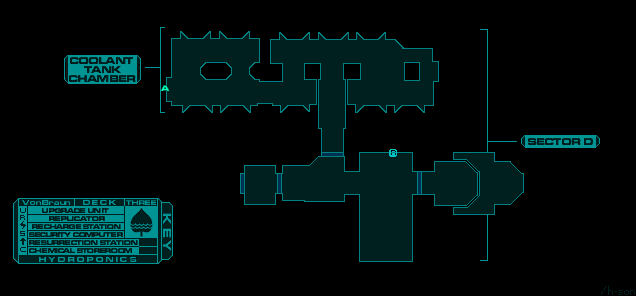 COOLANT
TANK
CHAMBER
A
SECTOR D
VonBraun DECK THREE
U UPGRADE UNIT
R REPLICATOR
RECHARGE STATION
S SECURITY COMPUTER
RESURRECTION STATION
C CHEMICAL STOREROOM
HYDROPONICS
KEY